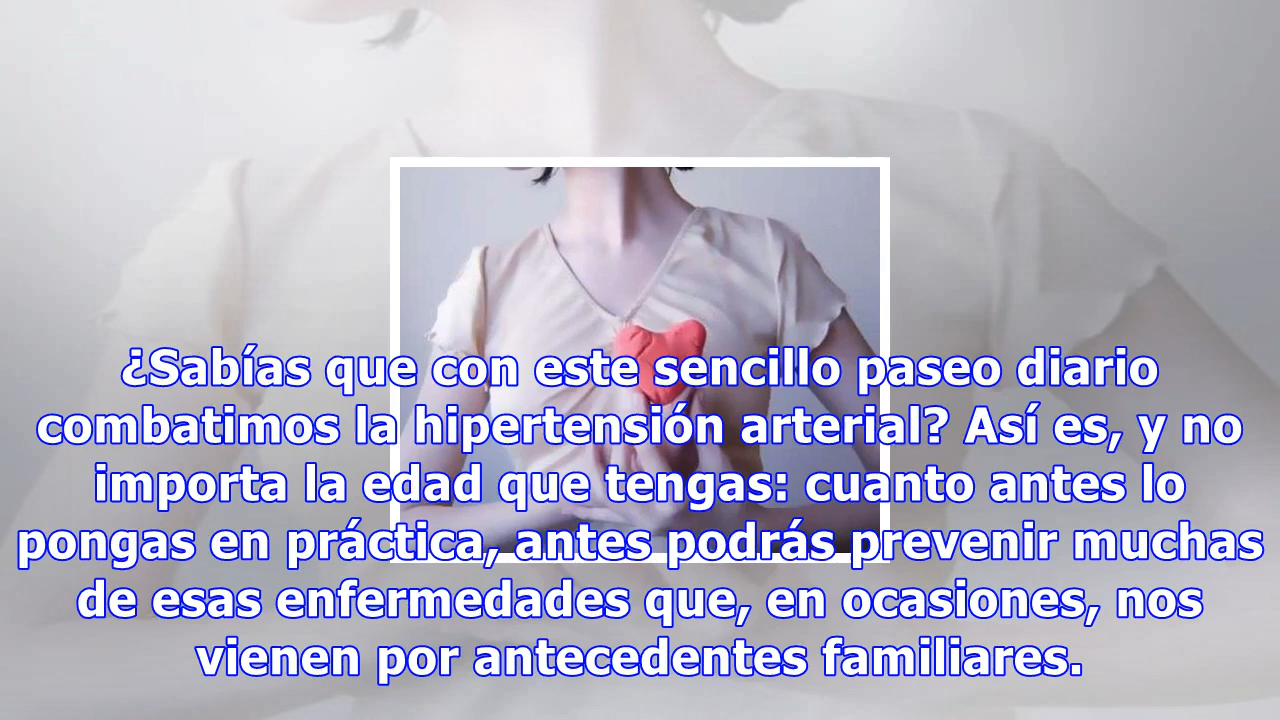 ¿Sabías que con este sencillo paseo diario
combatimos la hipertensión arterial? Así es, y no
importa la edad que tengas: cuanto antes lo
pongas en práctica, antes podrás prevenir muchas
de esas enfermedades que, en ocasiones, nos
vienen por antecedentes familiares.